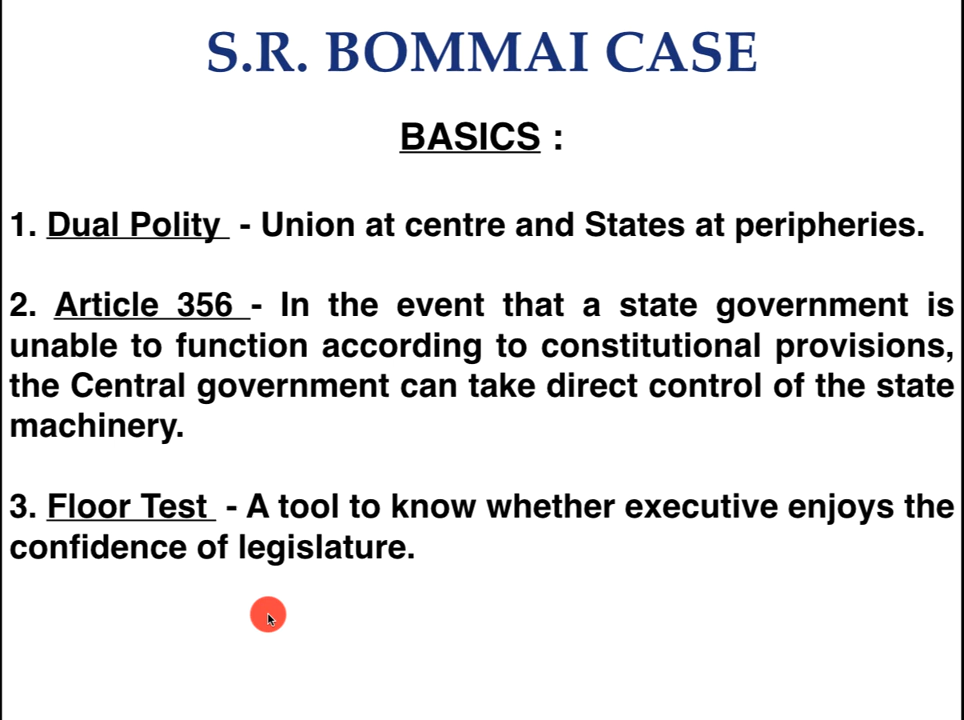 S.R. BOMMAI CASE
BASICS :
1. Dual Polity - Union at centre and States at peripheries.
2. Article 356 - In the event that a state government is
unable to function according to constitutional provisions,
the Central government can take direct control of the state
machinery.
3. Floor Test - A tool to know whether executive enjoys the
confidence of legislature.